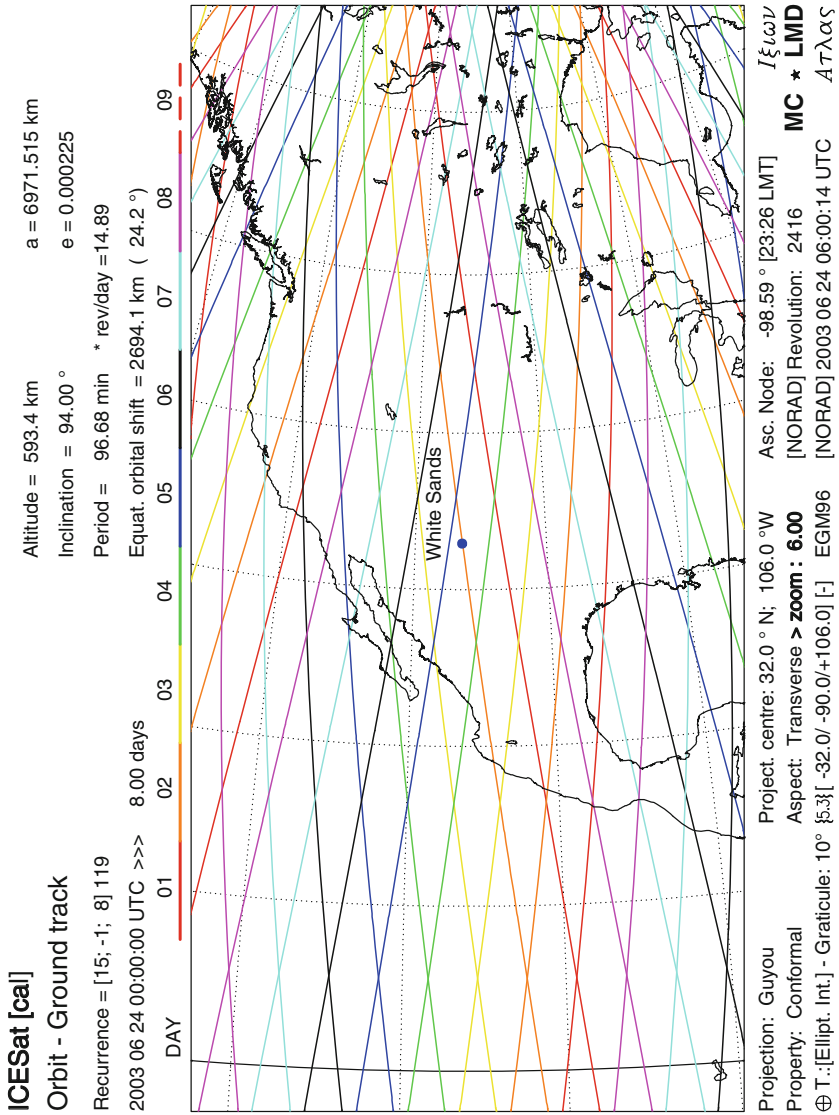 ICESat [cal]
Orbit - Ground track
Recurrence = [15; -1; 8] 119
2003 06 24 00:00:00 UTC >>> 8.00 days
Altitude = 593.4 km
a = 6971.515 km
Inclination = 94.00 °
e = 0.000225
Period = 96.68 min * rev/day =14.89
Equat. orbital shift = 2694.1 km ( 24.2 °)
DAY 01 02 03 04 05 06 07 08 09
White Sands
Projection: Guyou
Property: Conformal
⊕ T.:[Ellipt. Int.] - Graticule: 10°
Project. centre: 32.0 ° N; 106.0 °W
Aspect: Transverse > zoom : 6.00
{5.3} [ -32.0/ -90.0/+106.0] [-] EGM96
Asc. Node: -98.59 ° [23:26 LMT]
[NORAD] Revolution: 2416
[NORAD] 2003 06 24 06:00:14 UTC
Ιξιων
MC ★ LMD
Ατλας